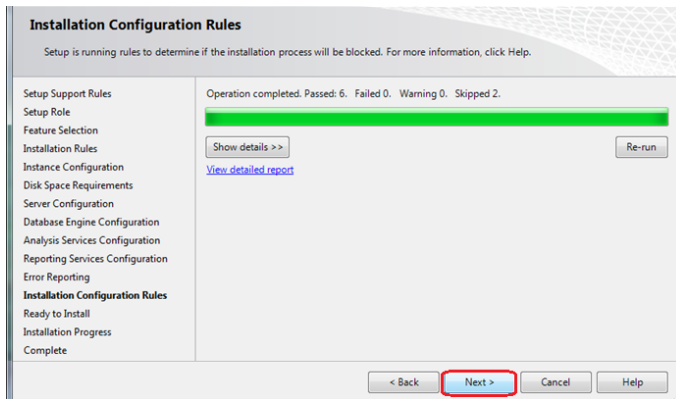 Installation Configuration Rules
Setup is running rules to determine if the installation process will be blocked. For more information, click Help.
Setup Support Rules
Setup Role
Feature Selection
Installation Rules
Instance Configuration
Disk Space Requirements
Server Configuration
Database Engine Configuration
Analysis Services Configuration
Reporting Services Configuration
Error Reporting
Installation Configuration Rules
Ready to Install
Installation Progress
Complete
Operation completed. Passed: 6.   Failed 0.   Warning 0.   Skipped 2.
Show details >>
Re-run
View detailed report
< Back
Next >
Cancel
Help